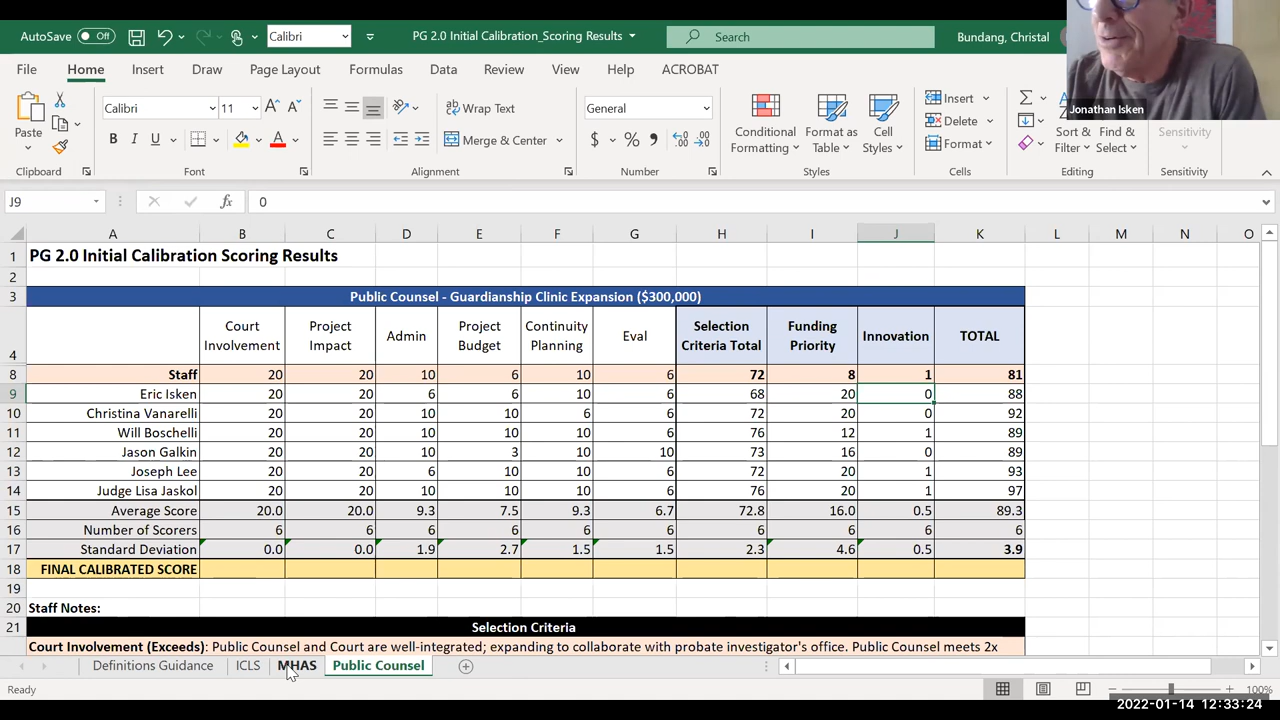 AutoSave Off Calibri PG 2.0 Initial Calibration_Scoring Results Search Bundang, Christal
File Home Insert Draw Page Layout Formulas Data Review View Help ACROBAT
Jonathan Isken
Calibri 11 Wrap Text General Insert
Paste B I U Merge & Center $ % Conditional Formatting Format as Table Cell Styles Delete Format Sort & Filter Find & Select Sensitivity
Clipboard Font Alignment Number Styles Cells Editing Sensitivity
J9 fx 0
A B C D E F G H I J K L M N O
1 PG 2.0 Initial Calibration Scoring Results
2
3 Public Counsel - Guardianship Clinic Expansion ($300,000)
4 Court Involvement Project Impact Admin Project Budget Continuity Planning Eval Selection Criteria Total Funding Priority Innovation TOTAL
8 Staff 20 20 10 6 10 6 72 8 1 81
9 Eric Isken 20 20 6 6 10 6 68 20 0 88
10 Christina Vanarelli 20 20 10 10 6 6 72 20 0 92
11 Will Boschelli 20 20 10 10 10 6 76 12 1 89
12 Jason Galkin 20 20 10 3 10 10 73 16 0 89
13 Joseph Lee 20 20 6 10 10 6 72 20 1 93
14 Judge Lisa Jaskol 20 20 10 10 10 6 76 20 1 97
15 Average Score 20.0 20.0 9.3 7.5 9.3 6.7 72.8 16.0 0.5 89.3
16 Number of Scorers 6 6 6 6 6 6 6 6 6 6
17 Standard Deviation 0.0 0.0 1.9 2.7 1.5 1.5 2.3 4.6 0.5 3.9
18 FINAL CALIBRATED SCORE
19
20 Staff Notes:
21 Selection Criteria
Court Involvement (Exceeds): Public Counsel and Court are well-integrated; expanding to collaborate with probate investigator's office. Public Counsel meets 2x
Definitions Guidance ICLS MHAS Public Counsel
Ready 100%
2022-01-14 12:33:24